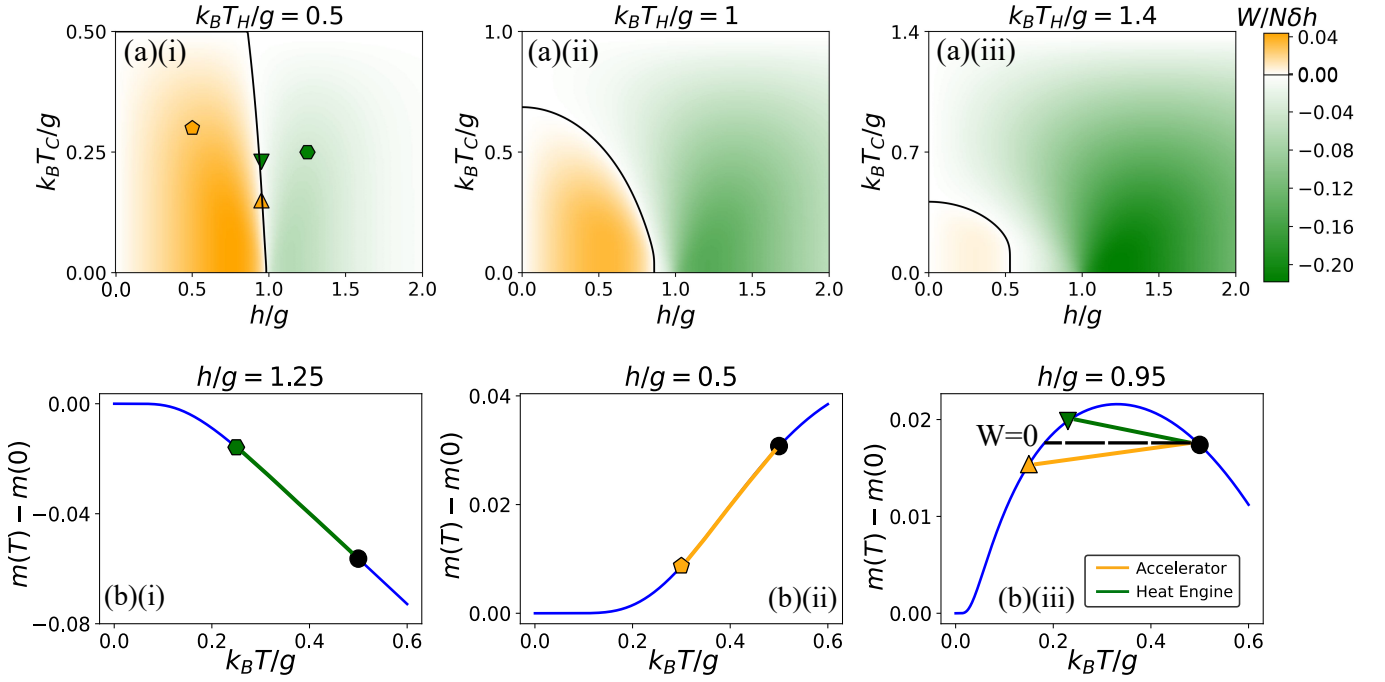 k_BT_H/g = 0.5
k_BT_H/g = 1
k_BT_H/g = 1.4
W/Nδh
(a)(i)
(a)(ii)
(a)(iii)
k_BT_C/g
0.50
0.25
0.00
0.0 0.5 1.0 1.5 2.0
h/g
k_BT_C/g
1.0
0.5
0.0
0.0 0.5 1.0 1.5 2.0
h/g
k_BT_C/g
1.4
0.7
0.0
0.0 0.5 1.0 1.5 2.0
h/g
0.04
0.00
0.00
−0.04
−0.08
−0.12
−0.16
−0.20
h/g = 1.25
m(T) − m(0)
0.00
−0.04
−0.08
(b)(i)
0.0 0.2 0.4 0.6
k_BT/g
h/g = 0.5
m(T) − m(0)
0.04
0.02
0.00
(b)(ii)
0.0 0.2 0.4 0.6
k_BT/g
h/g = 0.95
m(T) − m(0)
0.02
0.01
0.00
W=0
Accelerator
Heat Engine
(b)(iii)
0.0 0.2 0.4 0.6
k_BT/g